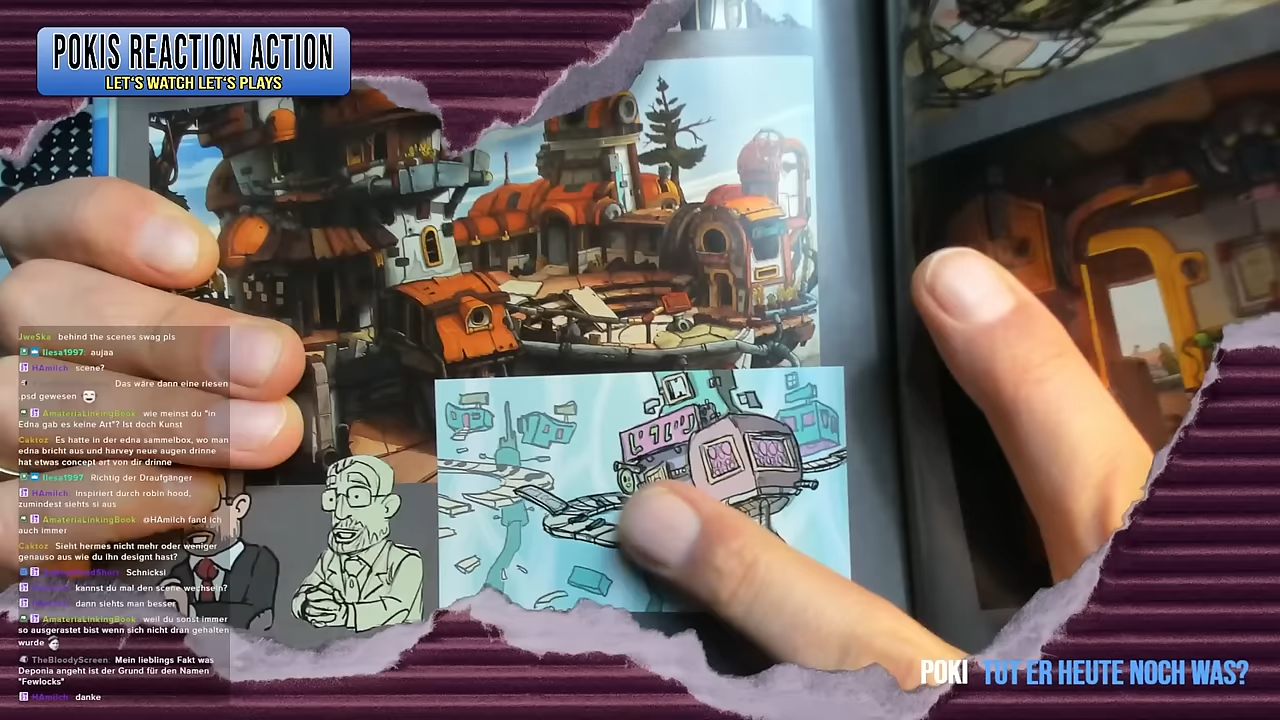 POKIS REACTION ACTION
LET'S WATCH LET'S PLAYS
JweSka behind the scenes swag pls
llesa1997: aujaa
HAmilch scene?
Das wäre dann eine riesen
.psd gewesen
AmateriaLinkingBook wie meinst du "in
Edna gab es keine Art"? Ist doch Kunst
Caktoz Es hatte in der edna sammelbox, wo man
edna bricht aus und harvey neue augen drinne
hat etwas concept art von dir drinne
llesa1997 Richtig der Draufgänger
HAmilch inspiriert durch robin hood,
zumindest siehts si aus
AmateriaLinkingBook @HAmilch fand ich
auch immer
Caktoz Sieht hermes nicht mehr oder weniger
genauso aus wie du Ihn designt hast?
Schnicksi
kannst du mal den scene wechseln?
dann siehts man besser
AmateriaLinkingBook weil du sonst immer
so ausgerastet bist wenn sich nicht dran gehalten
wurde
TheBloodyScreen: Mein lieblings Fakt was
Deponia angeht ist der Grund für den Namen
"Fewlocks"
HAmilch danke
POKI TUT ER HEUTE NOCH WAS?